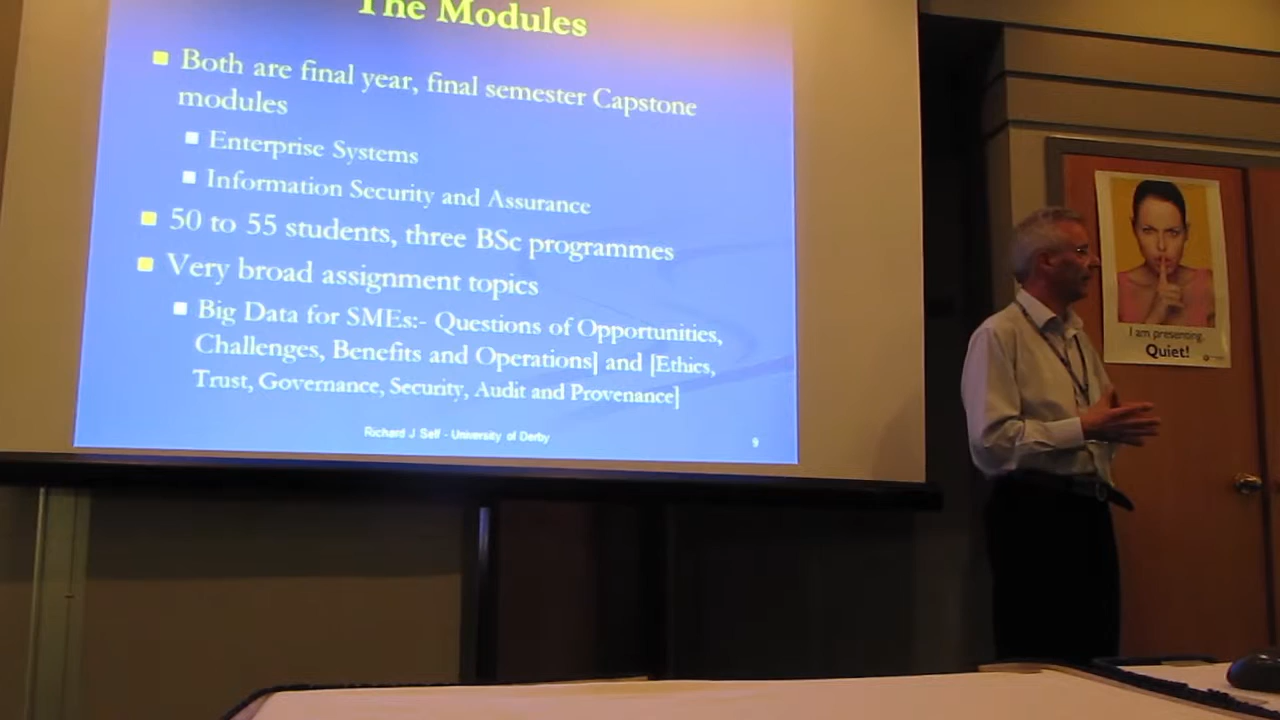 The Modules
Both are final year, final semester Capstone
modules
Enterprise Systems
Information Security and Assurance
50 to 55 students, three BSc programmes
Very broad assignment topics
Big Data for SMEs:- Questions of Opportunities,
Challenges, Benefits and Operations] and [Ethics,
Trust, Governance, Security, Audit and Provenance]
Richard J Self - University of Derby
9
I am presenting.
Quiet!